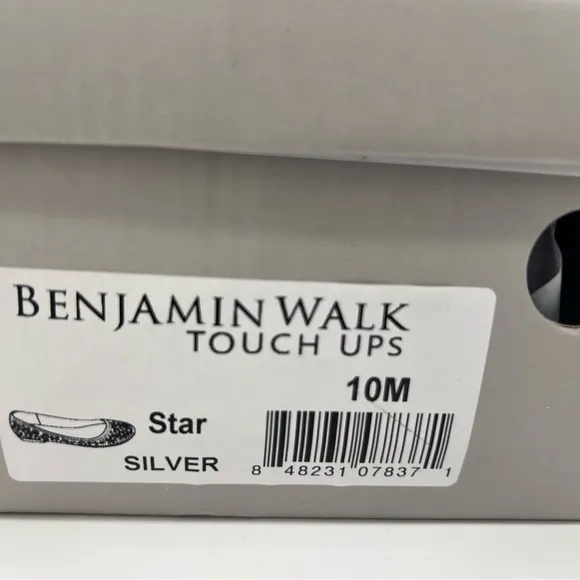 BENJAMIN WALK
TOUCH UPS
10M
Star
SILVER
8 48231 07837 1